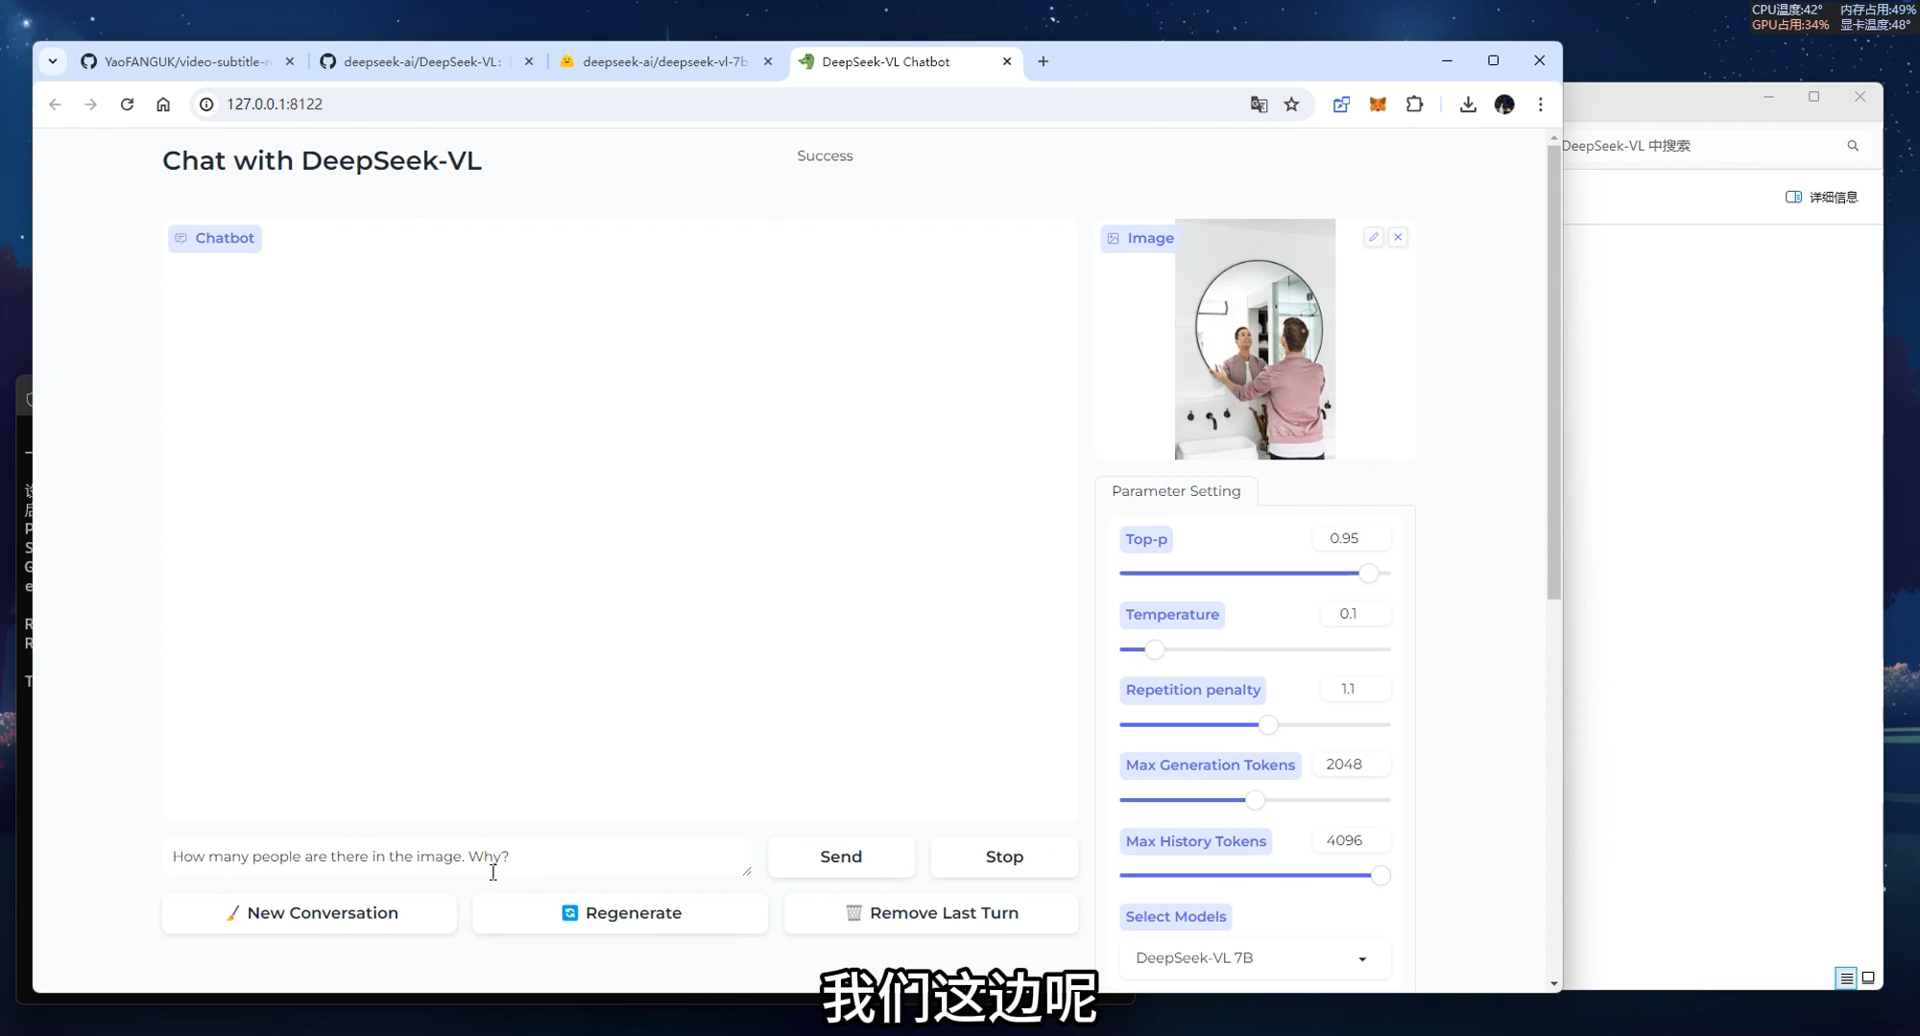 CPU温度:42° 内存占用:49%
GPU占用:34% 显卡温度:48°
YaoFANGUK/video-subtitle-r
deepseek-ai/DeepSeek-VL:
deepseek-ai/deepseek-vl-7b
DeepSeek-VL Chatbot
127.0.0.1:8122
DeepSeek-VL 中搜索
详细信息
Chat with DeepSeek-VL
Success
Chatbot
Image
Parameter Setting
Top-p
0.95
Temperature
0.1
Repetition penalty
1.1
Max Generation Tokens
2048
Max History Tokens
4096
Select Models
DeepSeek-VL 7B
How many people are there in the image. Why?
Send
Stop
New Conversation
Regenerate
Remove Last Turn
我们这边呢